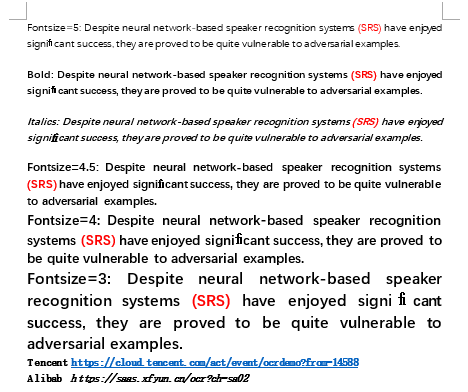 Fontsize=5: Despite neural network-based speaker recognition systems (SRS) have enjoyed
significant success, they are proved to be quite vulnerable to adversarial examples.
Bold: Despite neural network-based speaker recognition systems (SRS) have enjoyed
significant success, they are proved to be quite vulnerable to adversarial examples.
Italics: Despite neural network-based speaker recognition systems (SRS) have enjoyed
significant success, they are proved to be quite vulnerable to adversarial examples.
Fontsize=4.5: Despite neural network-based speaker recognition systems
(SRS) have enjoyed significant success, they are proved to be quite vulnerable
to adversarial examples.
Fontsize=4: Despite neural network-based speaker recognition
systems (SRS) have enjoyed significant success, they are proved to
be quite vulnerable to adversarial examples.
Fontsize=3: Despite neural network-based speaker
recognition systems (SRS) have enjoyed signi fi cant
success, they are proved to be quite vulnerable to
adversarial examples.
Tencent https://cloud.tencent.com/act/event/ocrdemo?from=14588
Alibab https://saas.xfyun.cn/ocr?ch=sa02